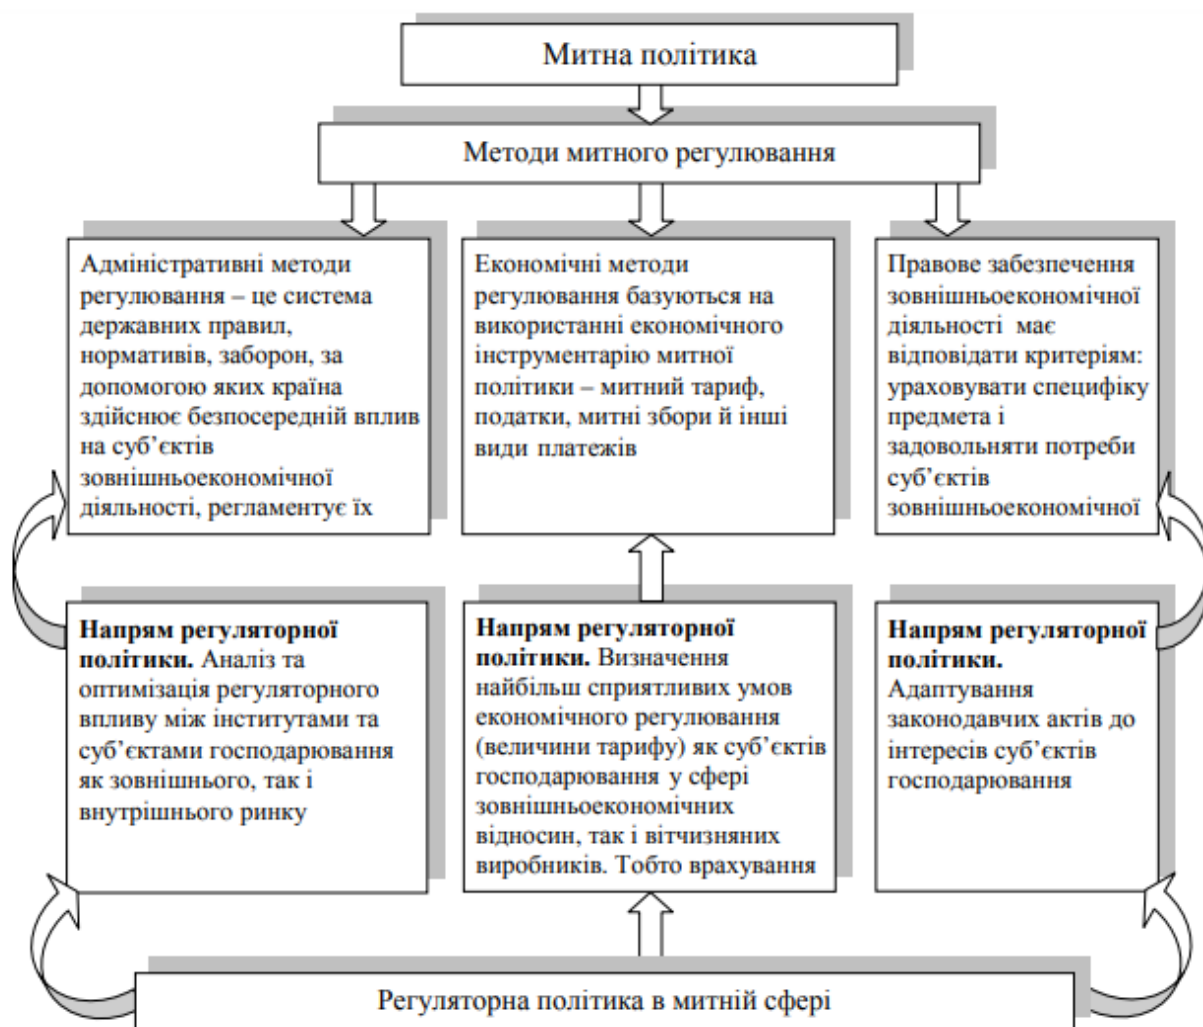 Митна політика
Методи митного регулювання
Адміністративні методи
регулювання – це система
державних правил,
нормативів, заборон, за
допомогою яких країна
здійснює безпосередній вплив
на суб’єктів
зовнішньоекономічної
діяльності, регламентує їх
Економічні методи
регулювання базуються на
використанні економічного
інструментарію митної
політики – митний тариф,
податки, митні збори й інші
види платежів
Правове забезпечення
зовнішньоекономічної
діяльності має
відповідати критеріям:
ураховувати специфіку
предмета і
задовольняти потреби
суб’єктів
зовнішньоекономічної
Напрям регуляторної
політики. Аналіз та
оптимізація регуляторного
впливу між інститутами та
суб’єктами господарювання
як зовнішнього, так і
внутрішнього ринку
Напрям регуляторної
політики. Визначення
найбільш сприятливих умов
економічного регулювання
(величини тарифу) як суб’єктів
господарювання у сфері
зовнішньоекономічних
відносин, так і вітчизняних
виробників. Тобто врахування
Напрям регуляторної
політики.
Адаптування
законодавчих актів до
інтересів суб’єктів
господарювання
Регуляторна політика в митній сфері